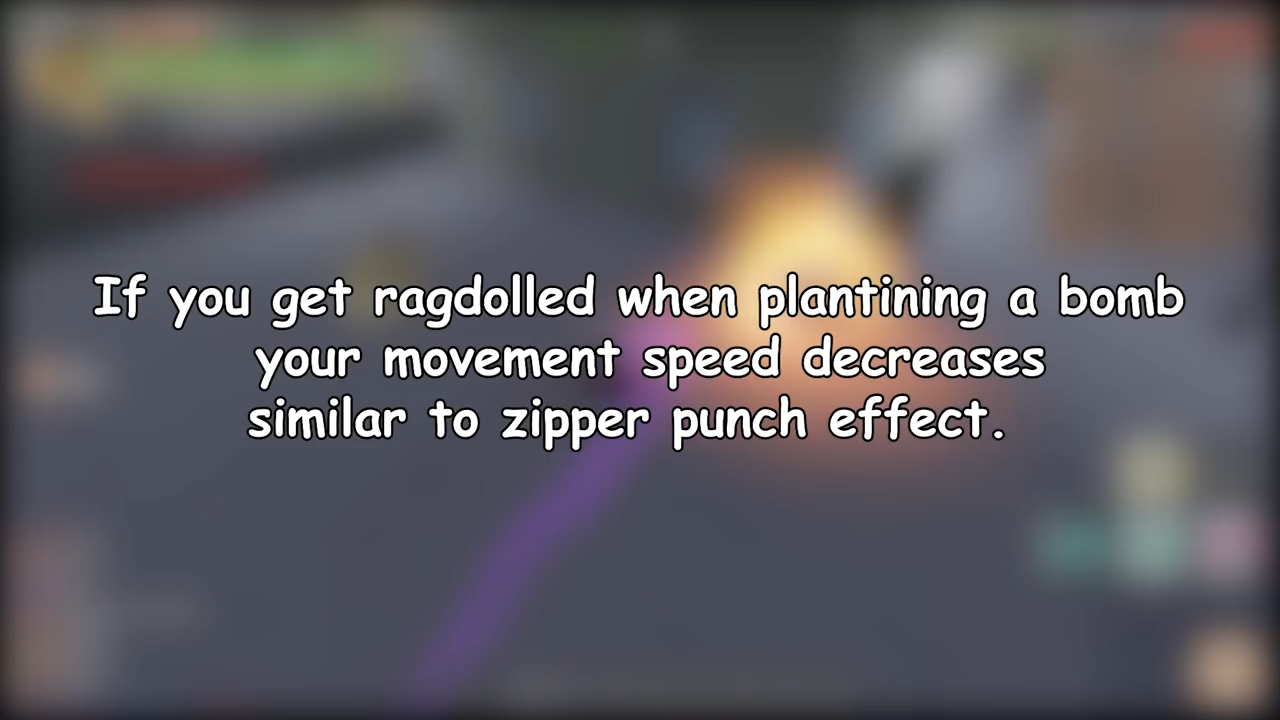 If you get ragdolled when plantining a bomb
your movement speed decreases
similar to zipper punch effect.